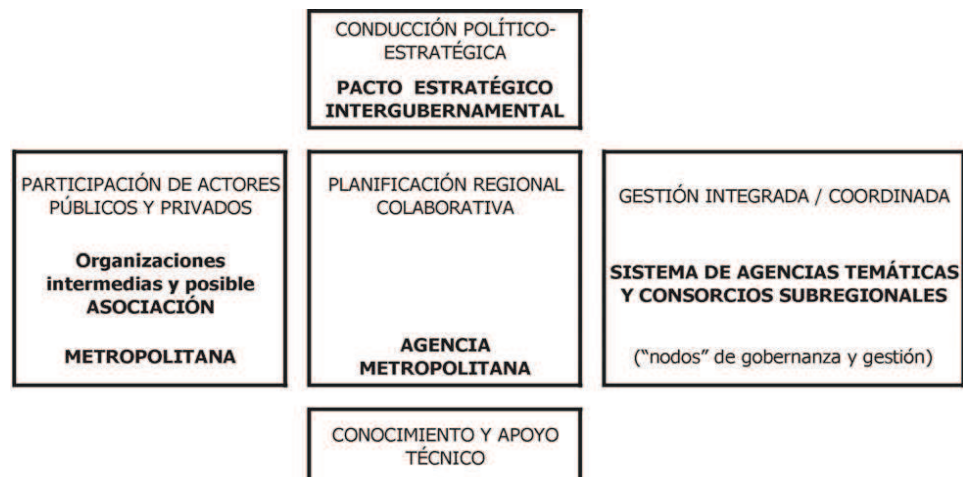 CONDUCCIÓN POLÍTICO-
ESTRATÉGICA
PACTO ESTRATÉGICO
INTERGUBERNAMENTAL
PARTICIPACIÓN DE ACTORES
PÚBLICOS Y PRIVADOS
Organizaciones
intermedias y posible
ASOCIACIÓN
METROPOLITANA
PLANIFICACIÓN REGIONAL
COLABORATIVA
AGENCIA
METROPOLITANA
GESTIÓN INTEGRADA / COORDINADA
SISTEMA DE AGENCIAS TEMÁTICAS
Y CONSORCIOS SUBREGIONALES
(“nodos” de gobernanza y gestión)
CONOCIMIENTO Y APOYO
TÉCNICO